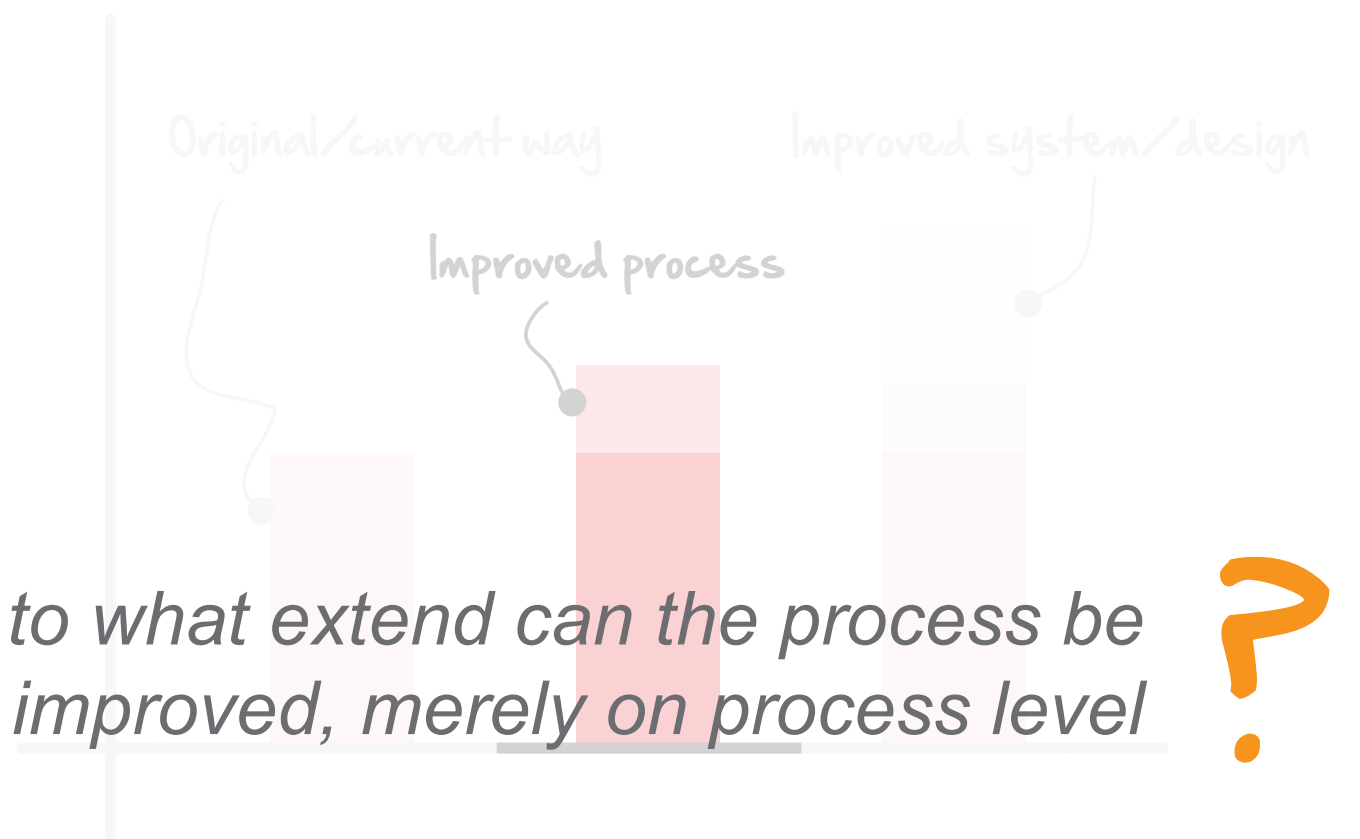 Original/current way
Improved system/design
Improved process
to what extend can the process be
improved, merely on process level
?